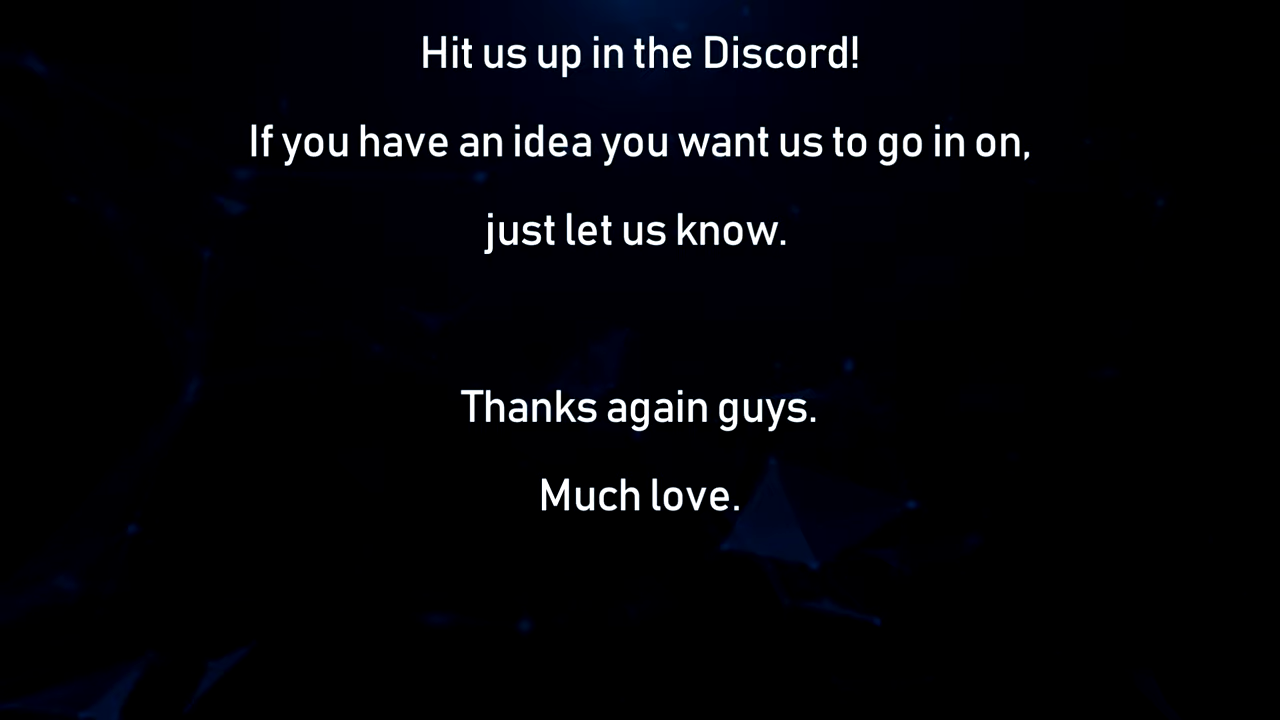 Hit us up in the Discord!
If you have an idea you want us to go in on,
just let us know.
Thanks again guys.
Much love.